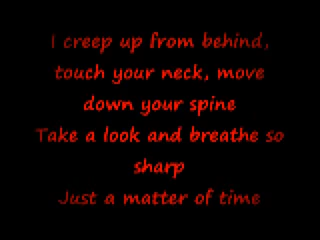 I creep up from behind,
touch your neck, move
down your spine
Take a look and breathe so
sharp
Just a matter of time